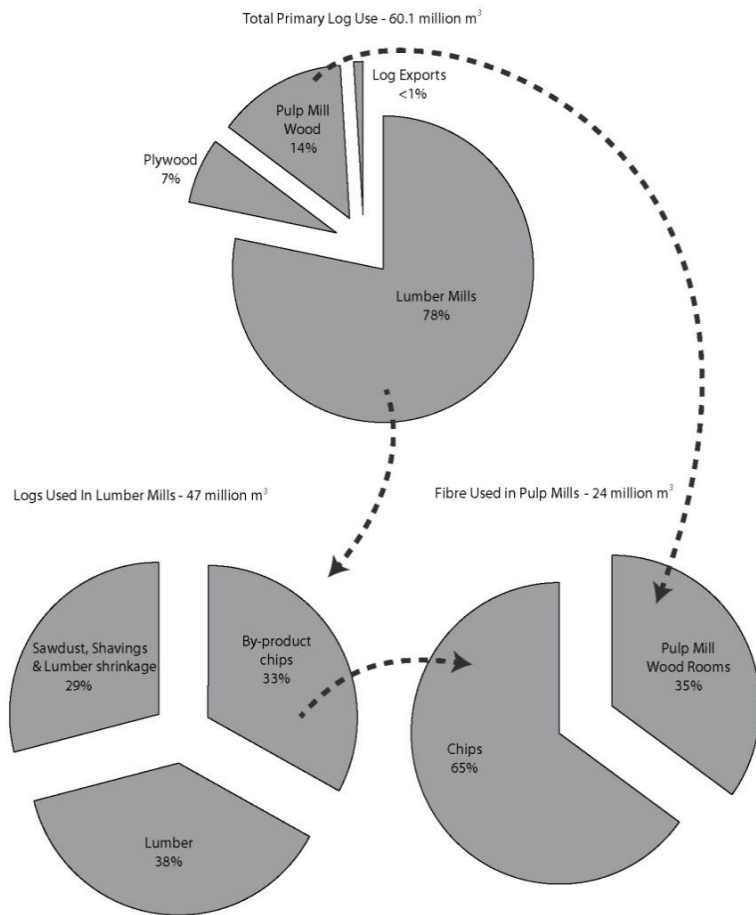 Total Primary Log Use - 60.1 million m³
Log Exports
<1%
Pulp Mill
Wood
14%
Plywood
7%
Lumber Mills
78%
Logs Used In Lumber Mills - 47 million m³
Fibre Used in Pulp Mills - 24 million m³
Sawdust, Shavings
& Lumber shrinkage
29%
By-product
chips
33%
Lumber
38%
Pulp Mill
Wood Rooms
35%
Chips
65%